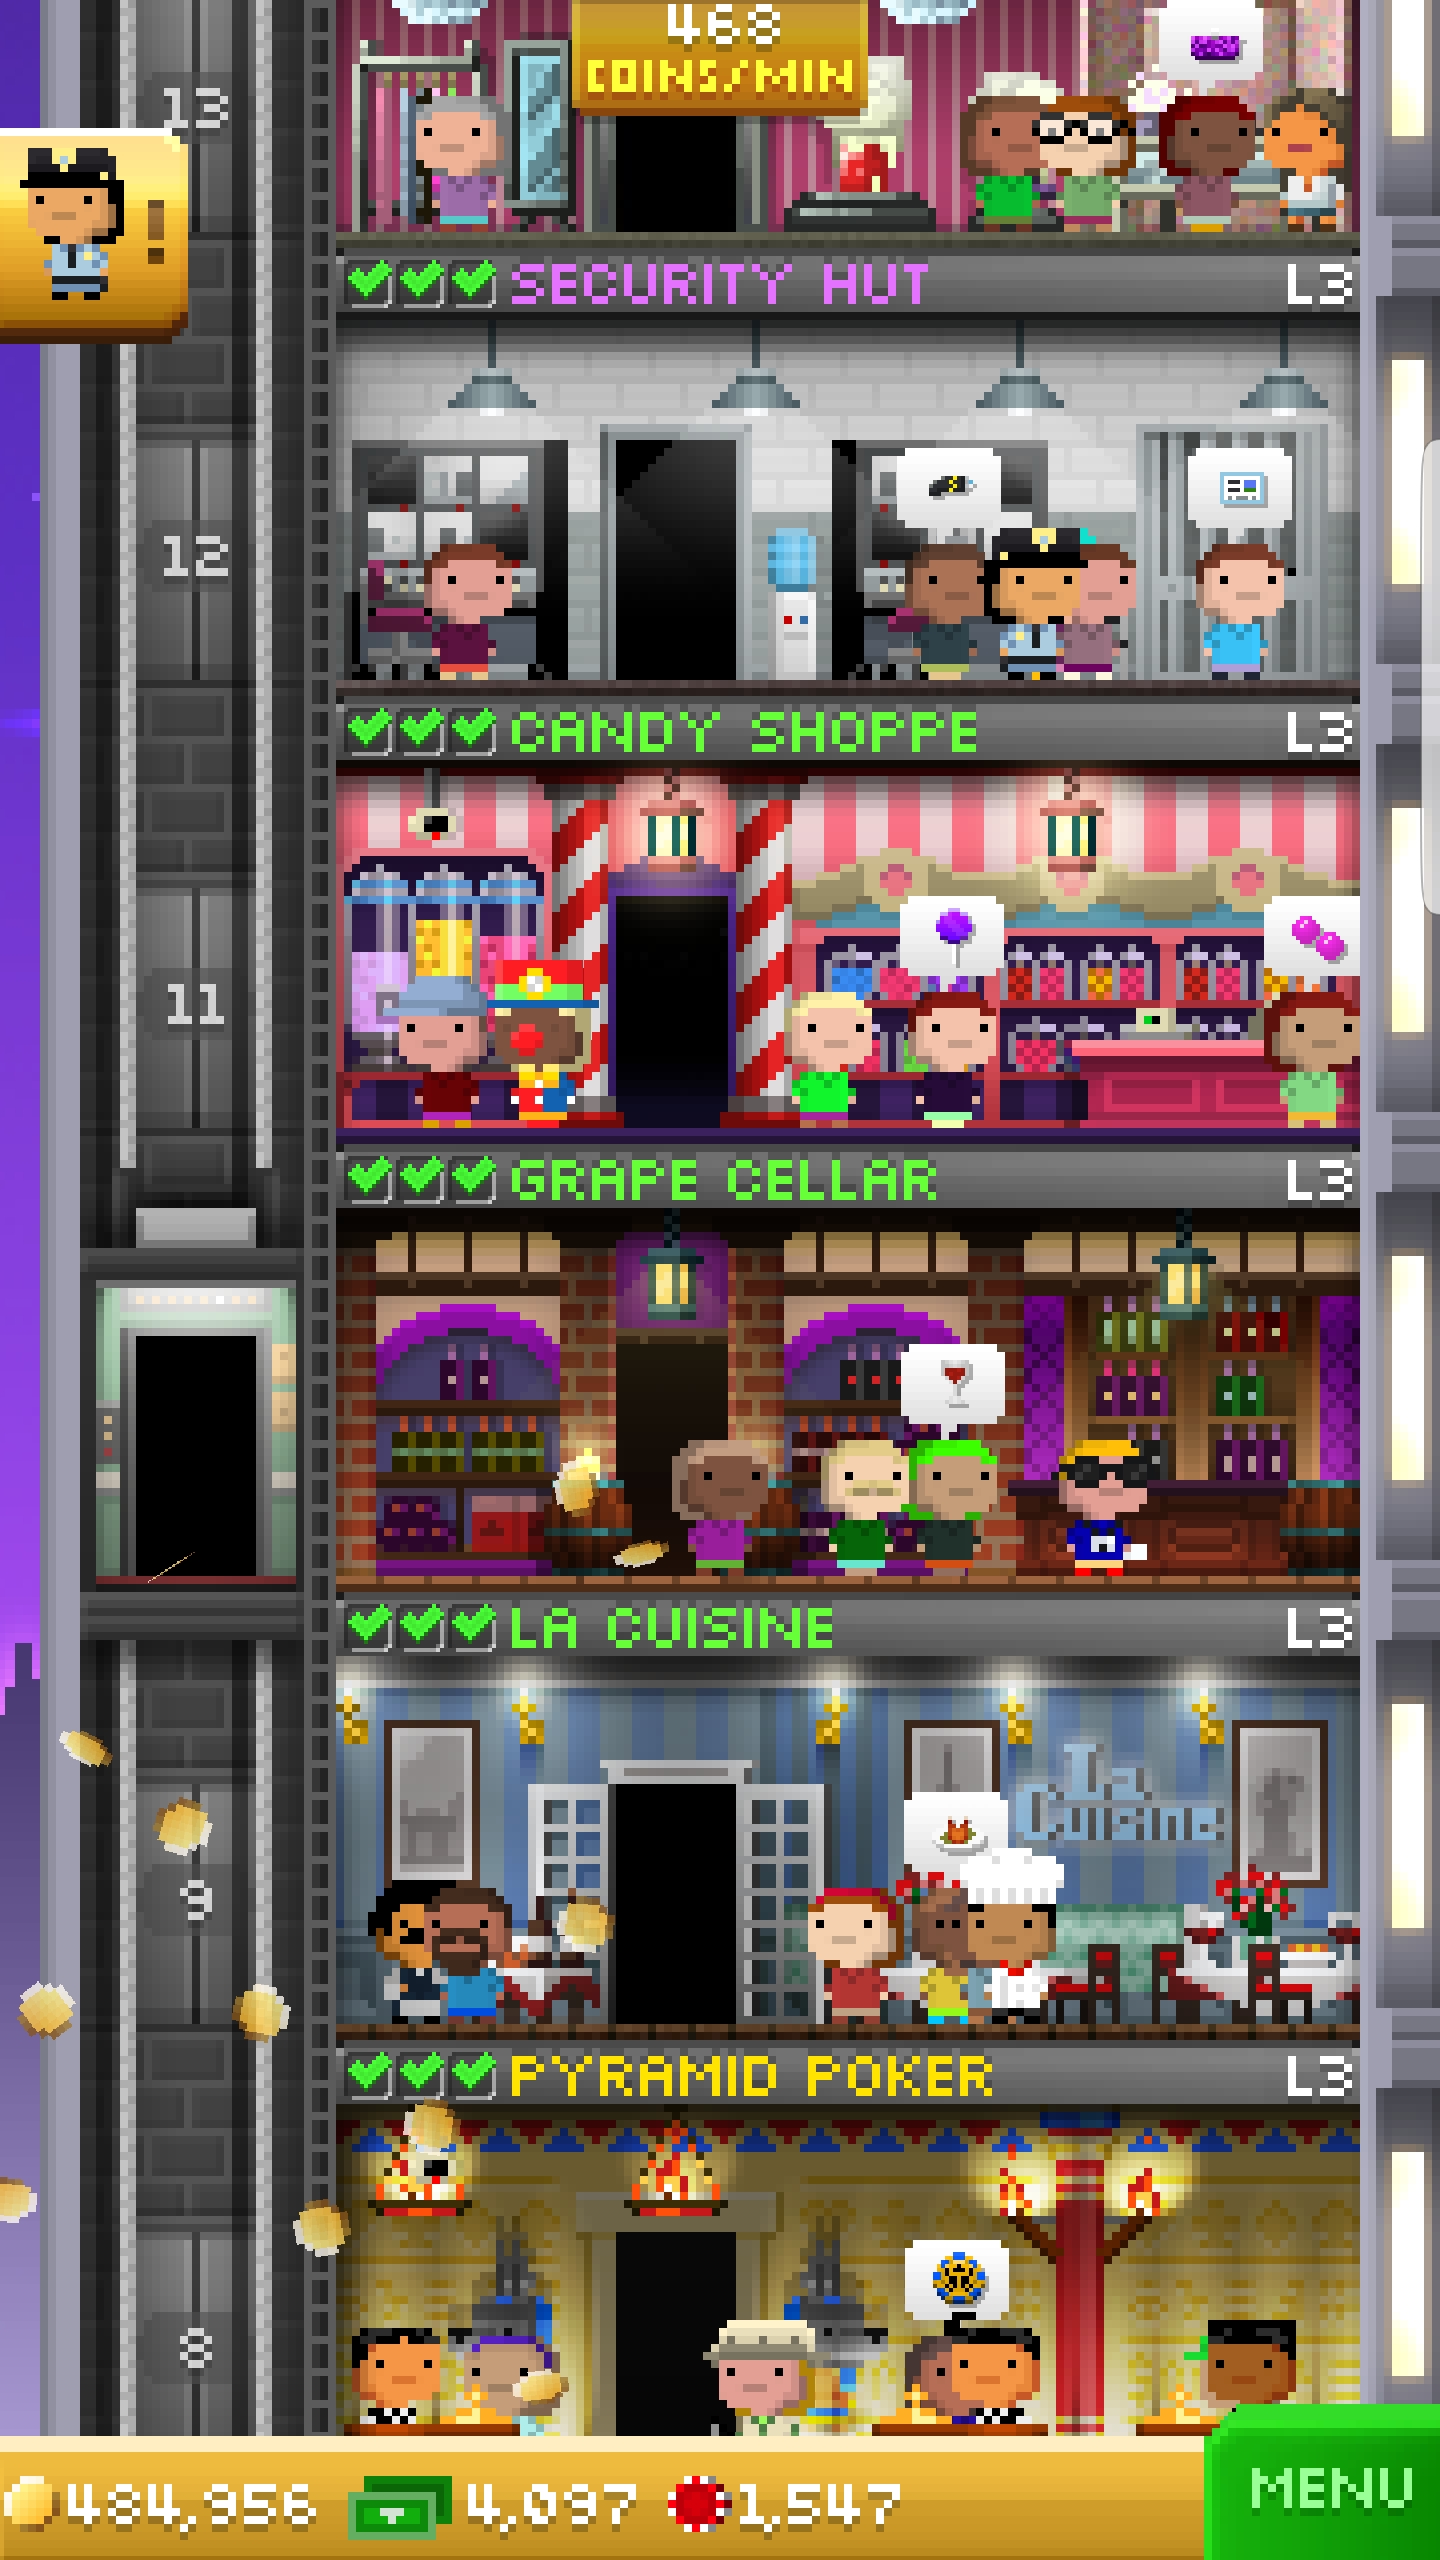 468
COINS/MIN
13
!
SECURITY HUT L3
12
CANDY SHOPPE L3
11
GRAPE CELLAR L3
LA CUISINE L3
La
Cuisine
9
PYRAMID POKER L3
8
484,956 4,097 1,547 MENU